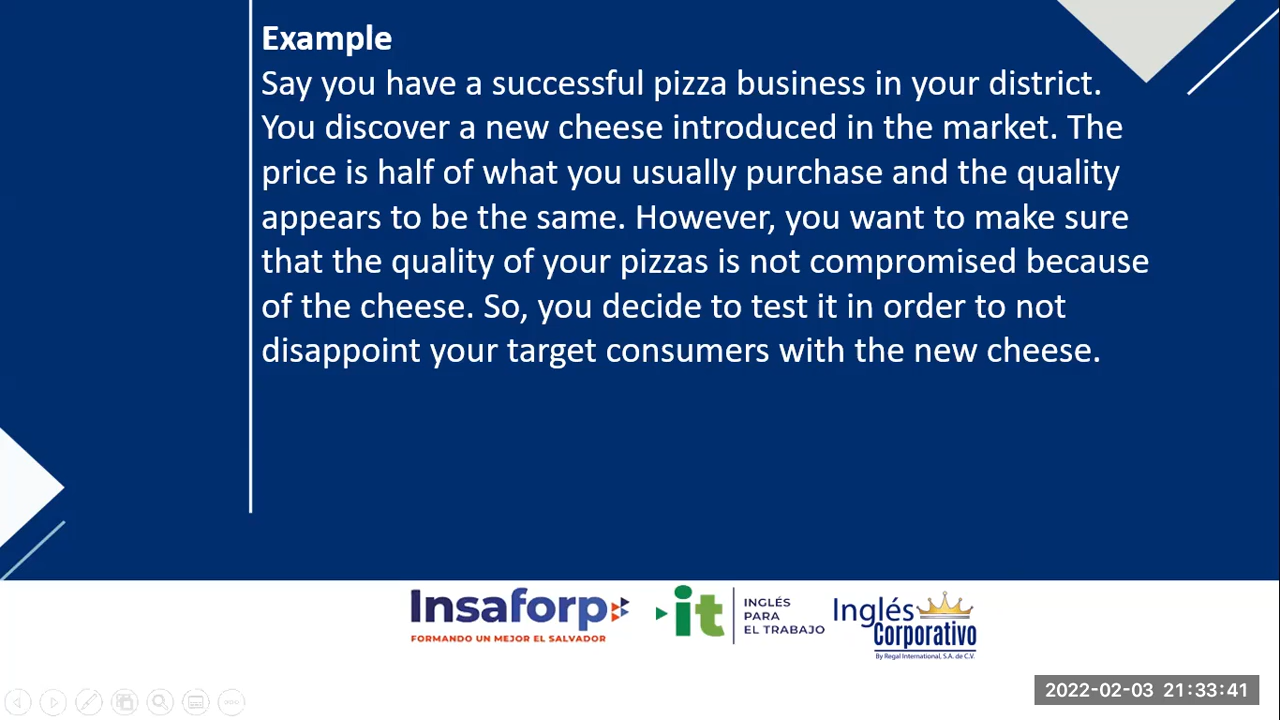 Example
Say you have a successful pizza business in your district.
You discover a new cheese introduced in the market. The
price is half of what you usually purchase and the quality
appears to be the same. However, you want to make sure
that the quality of your pizzas is not compromised because
of the cheese. So, you decide to test it in order to not
disappoint your target consumers with the new cheese.
Insaforp
FORMANDO UN MEJOR EL SALVADOR
it
INGLÉS
PARA
EL TRABAJO
Inglés
Corporativo
By Regal International, S.A. de C.V.
2022-02-03 21:33:41